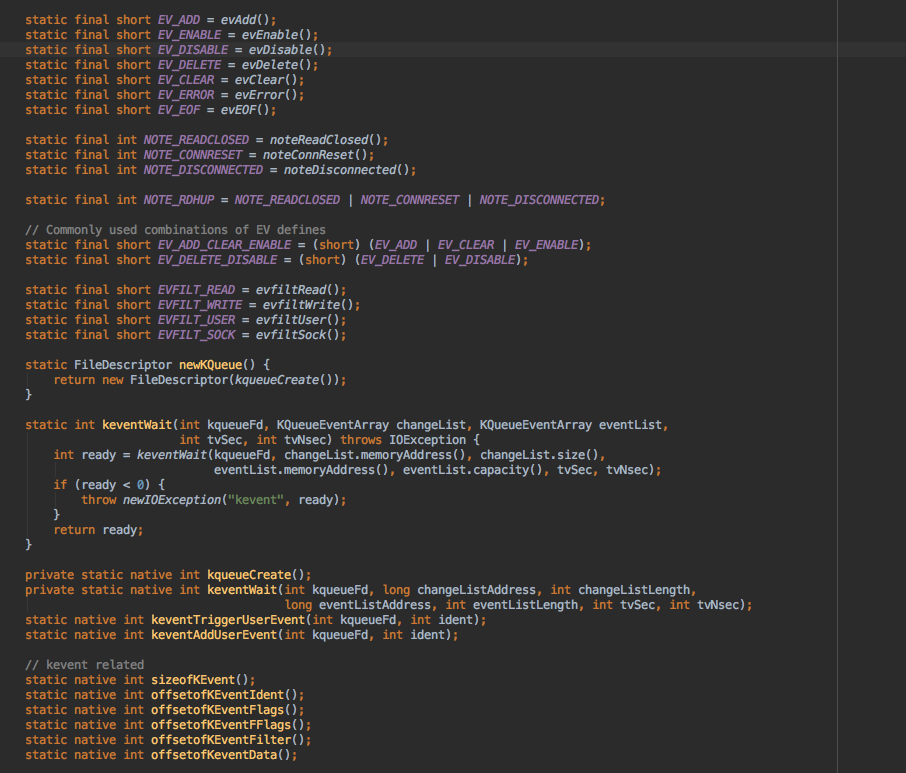 static final short EV_ADD = evAdd();
static final short EV_ENABLE = evEnable();
static final short EV_DISABLE = evDisable();
static final short EV_DELETE = evDelete();
static final short EV_CLEAR = evClear();
static final short EV_ERROR = evError();
static final short EV_EOF = evEOF();

static final int NOTE_READCLOSED = noteReadClosed();
static final int NOTE_CONNRESET = noteConnReset();
static final int NOTE_DISCONNECTED = noteDisconnected();

static final int NOTE_RDHUP = NOTE_READCLOSED | NOTE_CONNRESET | NOTE_DISCONNECTED;

// Commonly used combinations of EV defines
static final short EV_ADD_CLEAR_ENABLE = (short) (EV_ADD | EV_CLEAR | EV_ENABLE);
static final short EV_DELETE_DISABLE = (short) (EV_DELETE | EV_DISABLE);

static final short EVFILT_READ = evfiltRead();
static final short EVFILT_WRITE = evfiltWrite();
static final short EVFILT_USER = evfiltUser();
static final short EVFILT_SOCK = evfiltSock();

static FileDescriptor newKQueue() {
    return new FileDescriptor(kqueueCreate());
}

static int keventWait(int kqueueFd, KQueueEventArray changeList, KQueueEventArray eventList,
                      int tvSec, int tvNsec) throws IOException {
    int ready = keventWait(kqueueFd, changeList.memoryAddress(), changeList.size(),
                           eventList.memoryAddress(), eventList.capacity(), tvSec, tvNsec);
    if (ready < 0) {
        throw newIOException("kevent", ready);
    }
    return ready;
}

private static native int kqueueCreate();
private static native int keventWait(int kqueueFd, long changeListAddress, int changeListLength,
                                     long eventListAddress, int eventListLength, int tvSec, int tvNsec);
static native int keventTriggerUserEvent(int kqueueFd, int ident);
static native int keventAddUserEvent(int kqueueFd, int ident);

// kevent related
static native int sizeofKEvent();
static native int offsetofKEventIdent();
static native int offsetofKEventFlags();
static native int offsetofKEventFFlags();
static native int offsetofKEventFilter();
static native int offsetofKeventData();